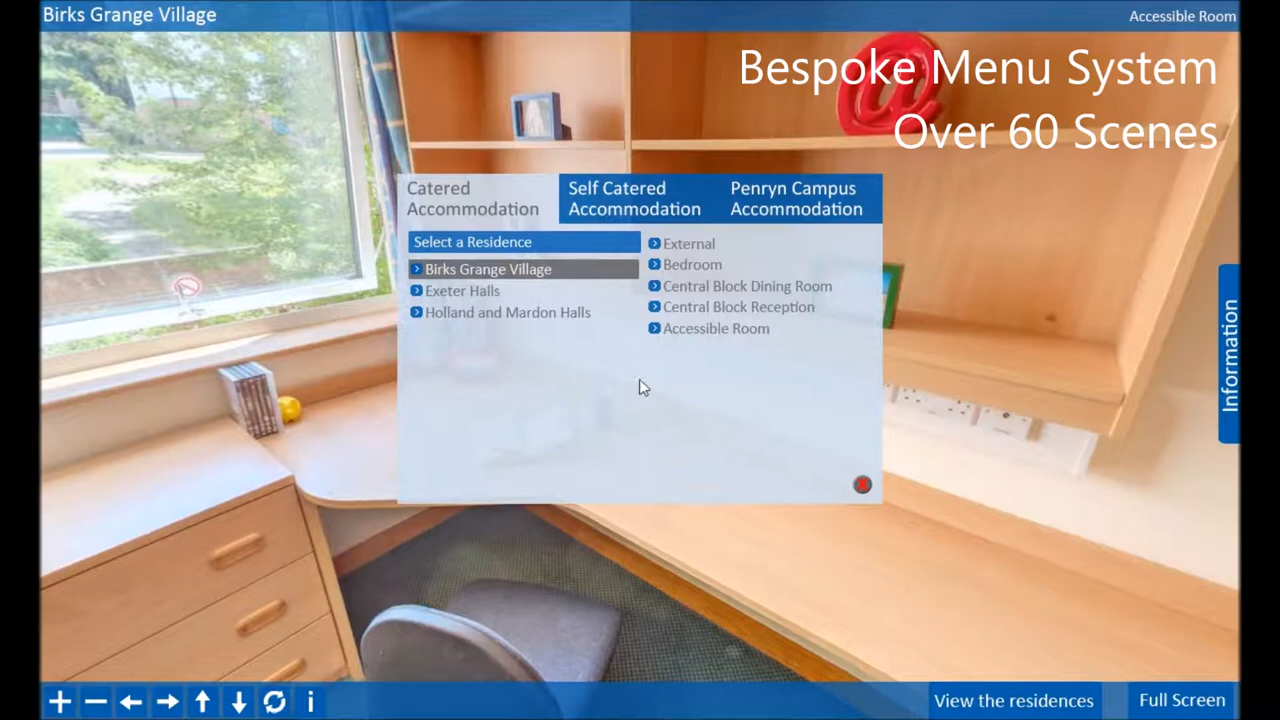 Birks Grange Village
Accessible Room
Bespoke Menu System
Over 60 Scenes
Catered
Accommodation
Self Catered
Accommodation
Penryn Campus
Accommodation
Select a Residence
Birks Grange Village
Exeter Halls
Holland and Mardon Halls
External
Bedroom
Central Block Dining Room
Central Block Reception
Accessible Room
Information
View the residences
Full Screen